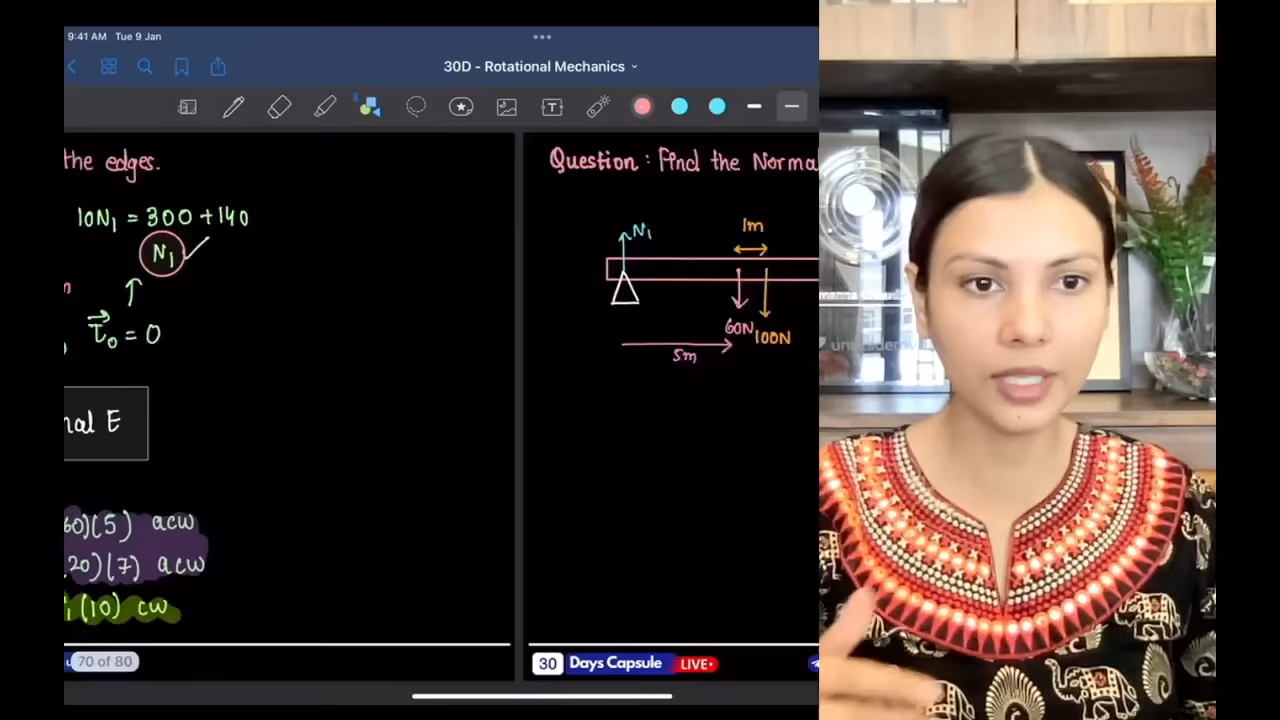 9:41 AM Tue 9 Jan
30D - Rotational Mechanics
the edges.
10N₁ = 300 + 140
N₁
τ⃗₀ = 0
E
60)(5) acw
20)(7) acw
(10) cw
70 of 80
Question : Find the Norma
N₁
1m
60N
100N
5m
30 Days Capsule LIVE